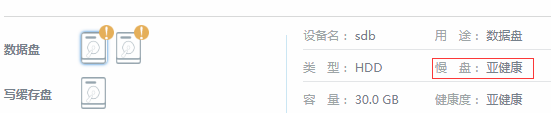 设备名： sdb 用 途： 数据盘
数据盘
类 型： HDD 慢 盘： 亚健康
写缓存盘
容 量： 30.0 GB 健康度： 亚健康